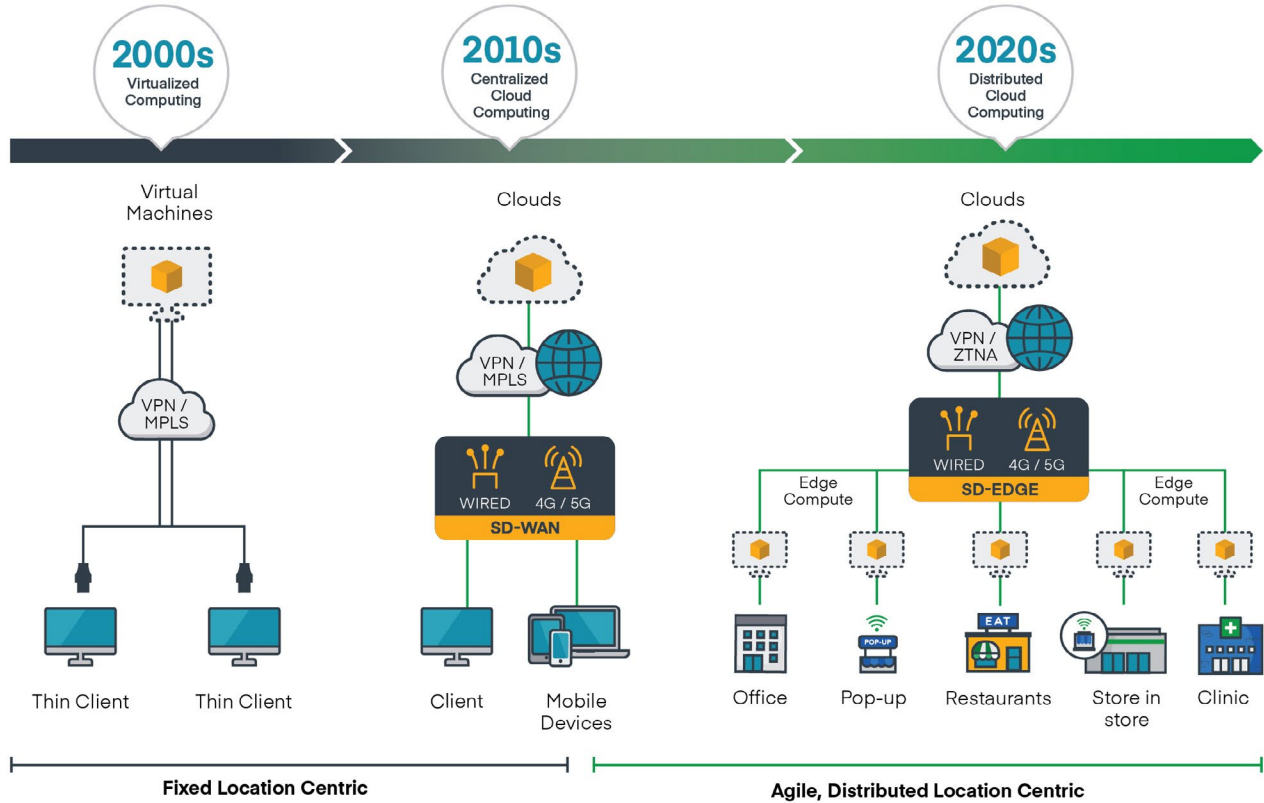 2000s
Virtualized
Computing
2010s
Centralized
Cloud
Computing
2020s
Distributed
Cloud
Computing
Virtual
Machines
VPN /
MPLS
Thin Client
Thin Client
Clouds
VPN /
MPLS
WIRED
4G / 5G
SD-WAN
Client
Mobile
Devices
Clouds
VPN /
ZTNA
WIRED
4G / 5G
SD-EDGE
Edge
Compute
Edge
Compute
POP-UP
EAT
Office
Pop-up
Restaurants
Store in
store
Clinic
Fixed Location Centric
Agile, Distributed Location Centric